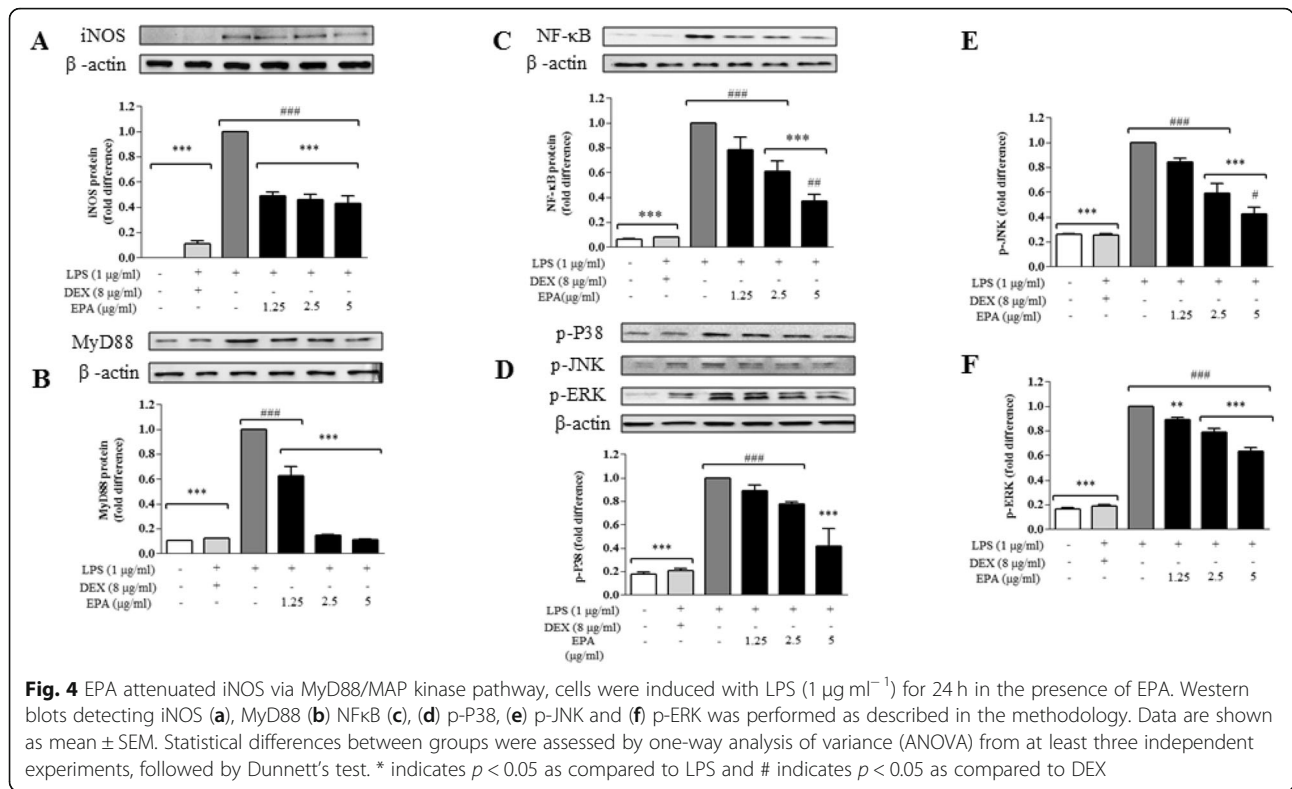 A
iNOS
β -actin
iNOS protein
(fold difference)
1.2
1.0
0.8
0.6
0.4
0.2
0.0
***
###
***
LPS (1 µg/ml) - + + + + +
DEX (8 µg/ml) - + - - - -
EPA (µg/ml) - - - 1.25 2.5 5
MyD88
B
β -actin
MyD88 protein
(fold difference)
1.2
1.0
0.8
0.6
0.4
0.2
0.0
***
###
***
LPS (1 µg/ml) - + + + + +
DEX (8 µg/ml) - + - - - -
EPA (µg/ml) - - - 1.25 2.5 5
C
NF-κB
β -actin
NF-κB protein
(fold difference)
1.2
1.0
0.8
0.6
0.4
0.2
0.0
***
###
***
##
LPS (1 µg/ml) - + + + + +
DEX (8 µg/ml) - + - - - -
EPA(µg/ml) - - - 1.25 2.5 5
p-P38
D
p-JNK
p-ERK
β-actin
p-P38 (fold difference)
1.2
1.0
0.8
0.6
0.4
0.2
0.0
***
###
***
LPS (1 µg/ml) - + + + + +
DEX (8 µg/ml) - + - - - -
EPA - - - 1.25 2.5 5
(µg/ml)
E
p-JNK (fold difference)
1.2
1.0
0.8
0.6
0.4
0.2
0.0
***
###
***
#
LPS (1 µg/ml) - + + + + +
DEX (8 µg/ml) - + - - - -
EPA (µg/ml) - - - 1.25 2.5 5
F
p-ERK (fold difference)
1.2
1.0
0.8
0.6
0.4
0.2
0.0
***
###
**
***
LPS (1 µg/ml) - + + + + +
DEX (8 µg/ml) - + - - - -
EPA (µg/ml) - - - 1.25 2.5 5
Fig. 4 EPA attenuated iNOS via MyD88/MAP kinase pathway, cells were induced with LPS (1 µg ml⁻¹) for 24 h in the presence of EPA. Western
blots detecting iNOS (a), MyD88 (b) NFκB (c), (d) p-P38, (e) p-JNK and (f) p-ERK was performed as described in the methodology. Data are shown
as mean ± SEM. Statistical differences between groups were assessed by one-way analysis of variance (ANOVA) from at least three independent
experiments, followed by Dunnett's test. * indicates p < 0.05 as compared to LPS and # indicates p < 0.05 as compared to DEX